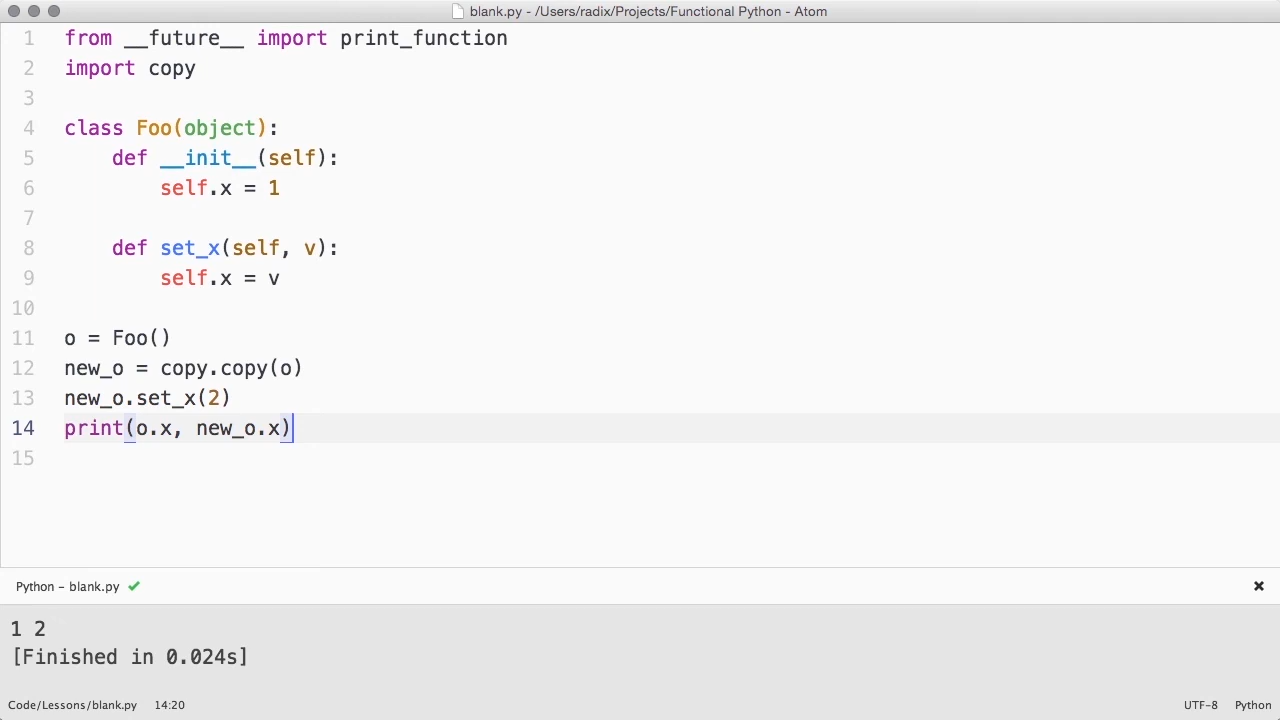 blank.py - /Users/radix/Projects/Functional Python - Atom
1 from __future__ import print_function
2 import copy
3
4 class Foo(object):
5     def __init__(self):
6         self.x = 1
7
8     def set_x(self, v):
9         self.x = v
10
11 o = Foo()
12 new_o = copy.copy(o)
13 new_o.set_x(2)
14 print(o.x, new_o.x)
15
Python - blank.py
1 2
[Finished in 0.024s]
Code/Lessons/blank.py 14:20 UTF-8 Python